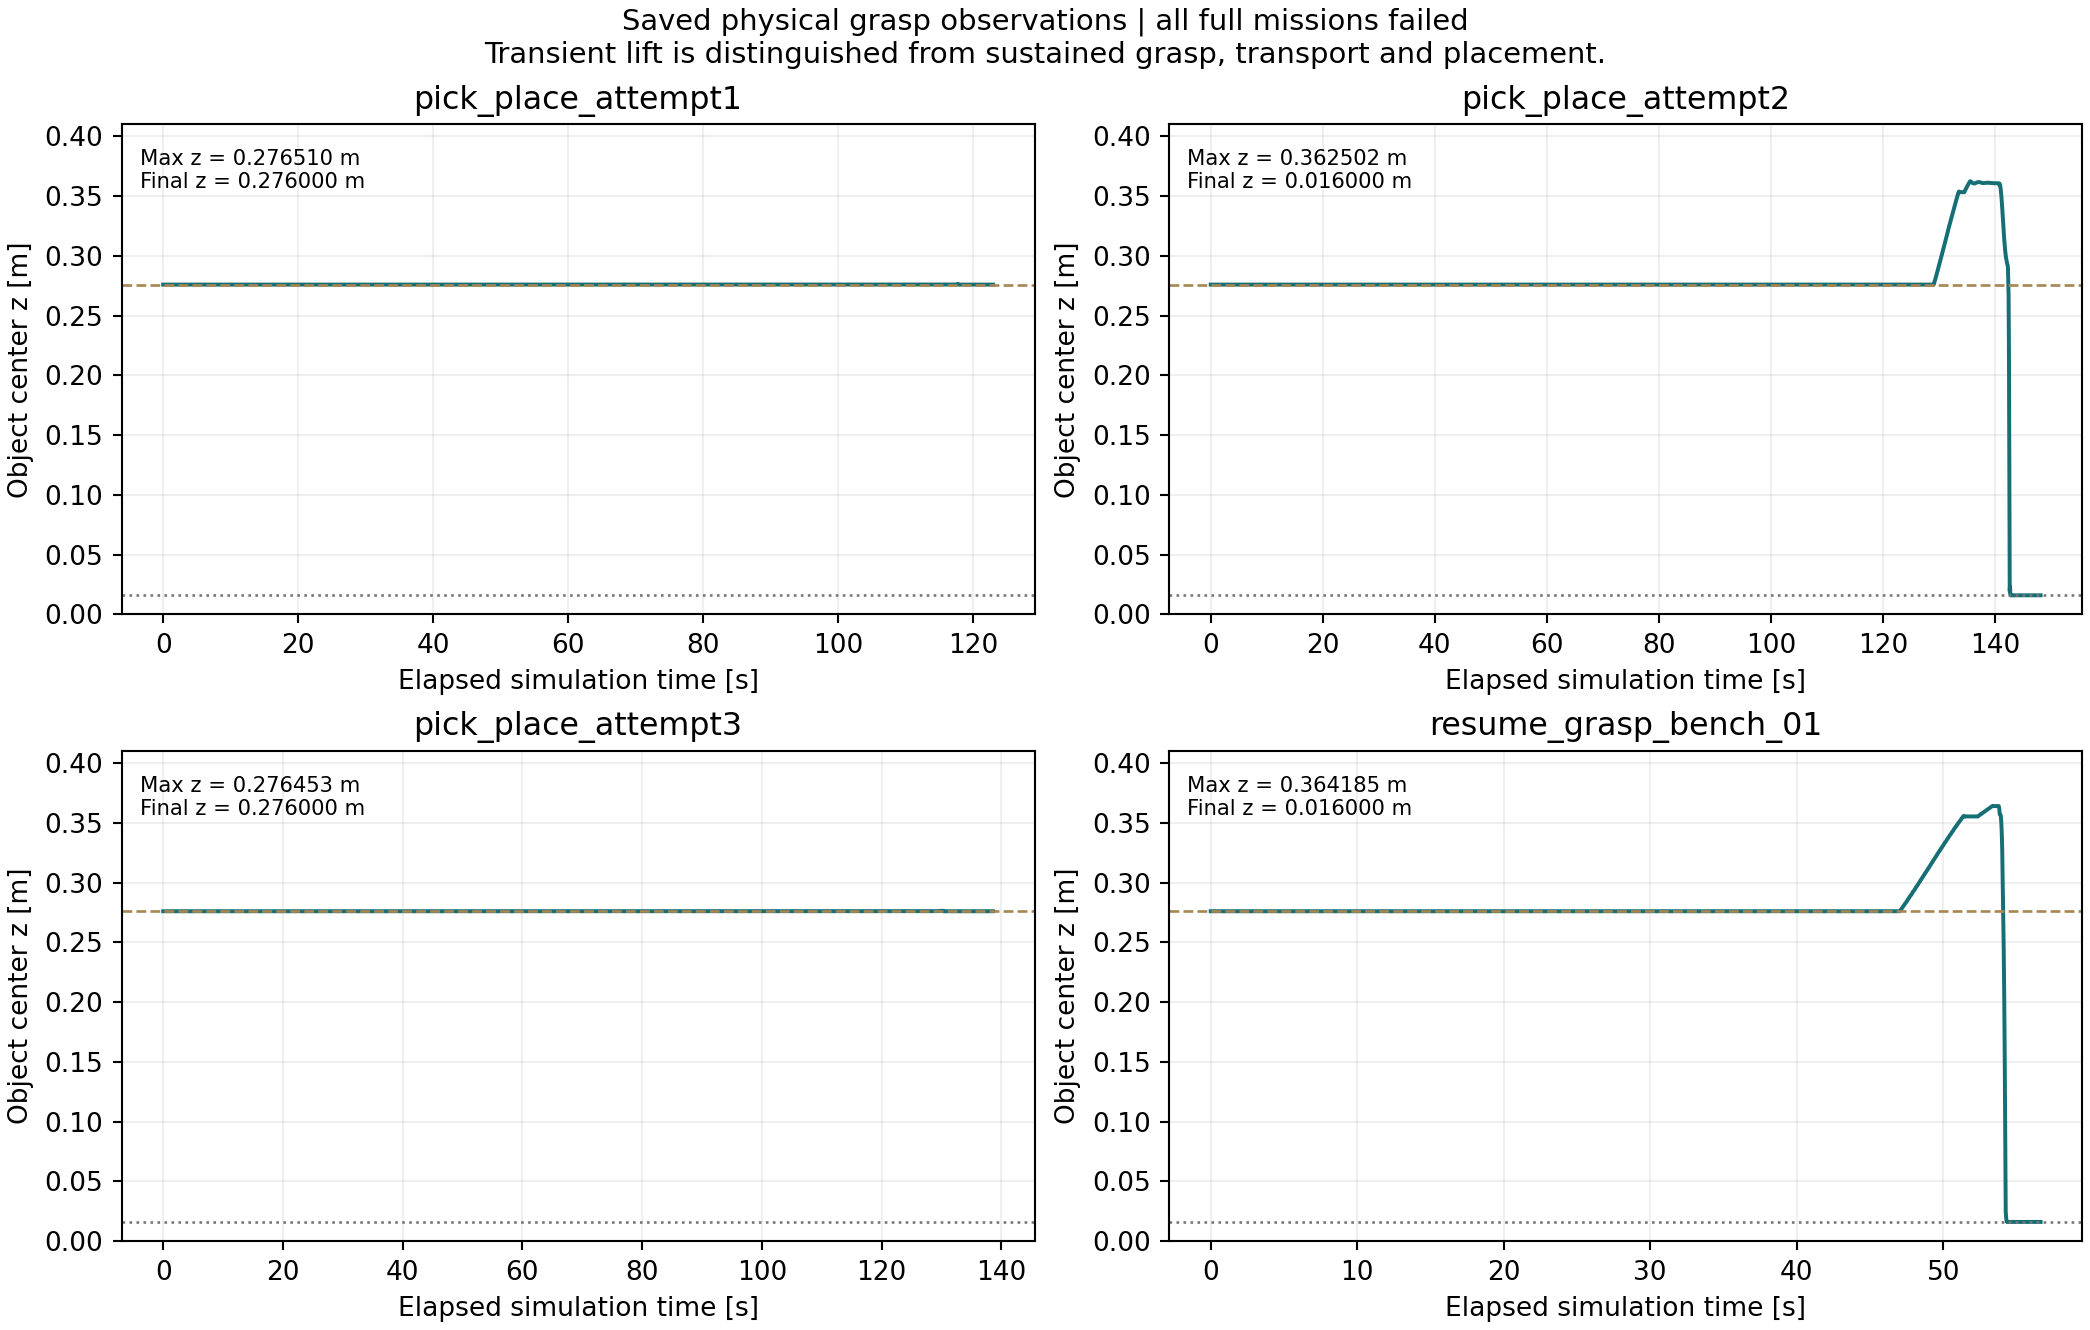 Saved physical grasp observations | all full missions failed
Transient lift is distinguished from sustained grasp, transport and placement.
pick_place_attempt1
Max z = 0.276510 m
Final z = 0.276000 m
Object center z [m]
0.40
0.35
0.30
0.25
0.20
0.15
0.10
0.05
0.00
0 20 40 60 80 100 120
Elapsed simulation time [s]
pick_place_attempt2
Max z = 0.362502 m
Final z = 0.016000 m
Object center z [m]
0.40
0.35
0.30
0.25
0.20
0.15
0.10
0.05
0.00
0 20 40 60 80 100 120 140
Elapsed simulation time [s]
pick_place_attempt3
Max z = 0.276453 m
Final z = 0.276000 m
Object center z [m]
0.40
0.35
0.30
0.25
0.20
0.15
0.10
0.05
0.00
0 20 40 60 80 100 120 140
Elapsed simulation time [s]
resume_grasp_bench_01
Max z = 0.364185 m
Final z = 0.016000 m
Object center z [m]
0.40
0.35
0.30
0.25
0.20
0.15
0.10
0.05
0.00
0 10 20 30 40 50
Elapsed simulation time [s]